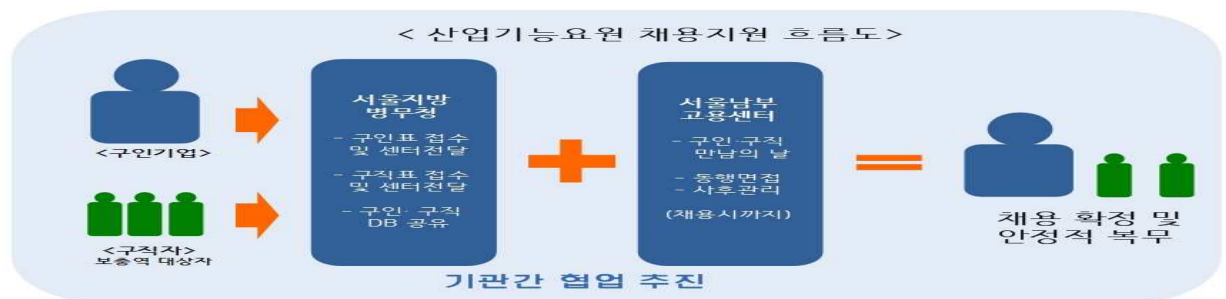 < 산업기능요원 채용지원 흐름도>
<구인기업>
<구직자>
보충역 대상자
서울지방
병무청
- 구인표 접수
및 센터전달
- 구직표 접수
및 센터전달
- 구인· 구직
DB 공유
서울남부
고용센터
- 구인·구직
만남의 날
- 동행면접
- 사후관리
(채용시까지)
채용 확정 및
안정적 복무
기관간 협업 추진